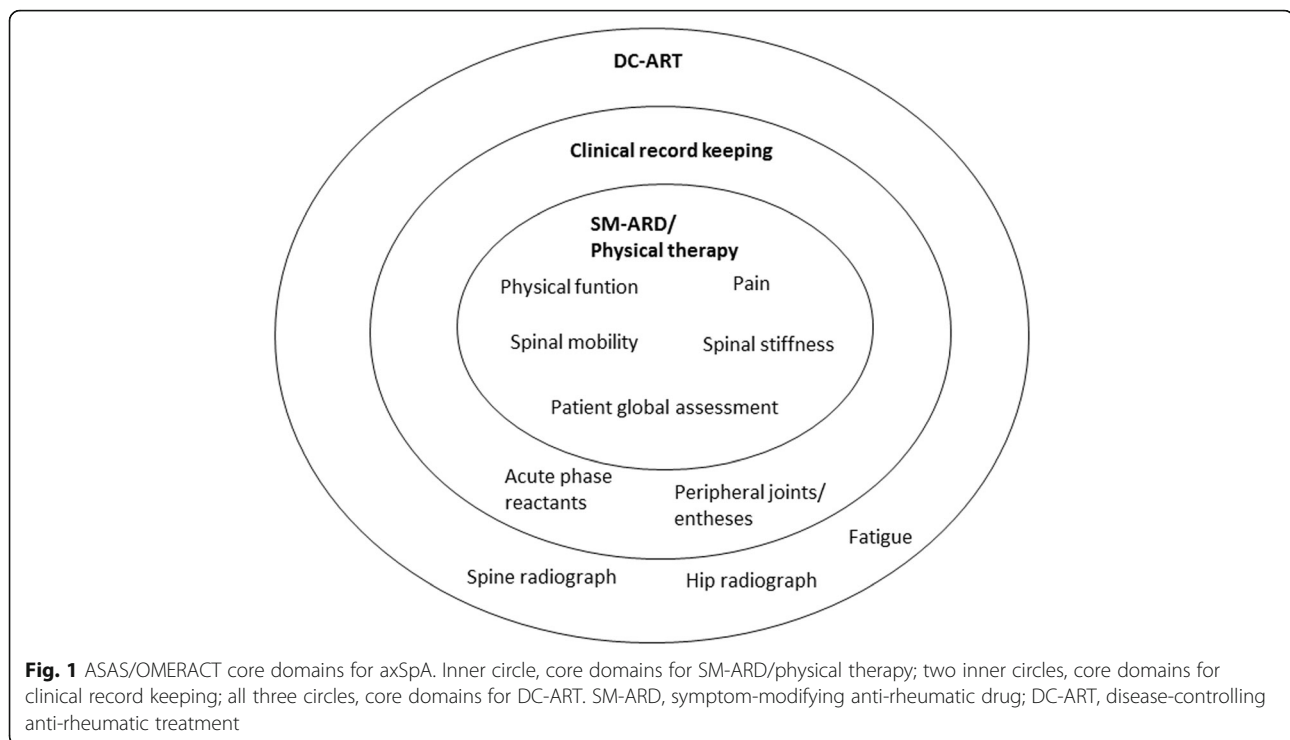 DC-ART
Clinical record keeping
SM-ARD/
Physical therapy
Physical funtion
Pain
Spinal mobility
Spinal stiffness
Patient global assessment
Acute phase
reactants
Peripheral joints/
entheses
Fatigue
Spine radiograph
Hip radiograph
Fig. 1 ASAS/OMERACT core domains for axSpA. Inner circle, core domains for SM-ARD/physical therapy; two inner circles, core domains for
clinical record keeping; all three circles, core domains for DC-ART. SM-ARD, symptom-modifying anti-rheumatic drug; DC-ART, disease-controlling
anti-rheumatic treatment